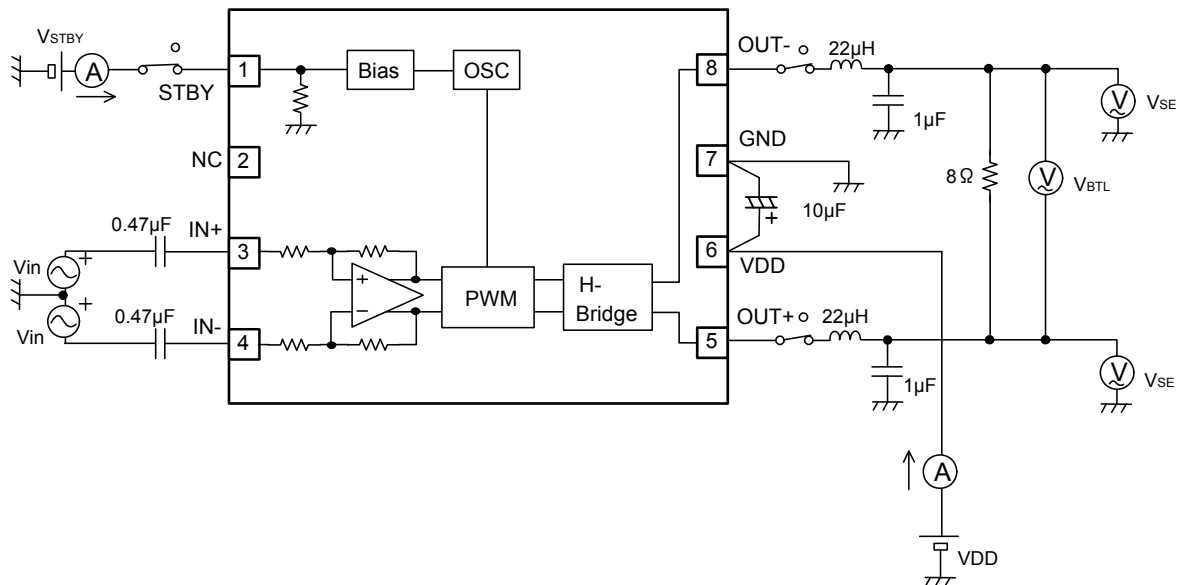 VSTBY
A
STBY
1
Bias
OSC
8
OUT-
22µH
1µF
V
VSE
NC
2
7
GND
10µF
+
8Ω
V
VBTL
0.47µF
IN+
3
Vin
+
+
Vin
0.47µF
IN-
4
+
−
PWM
H-
Bridge
6
VDD
5
OUT+
22µH
1µF
V
VSE
A
VDD